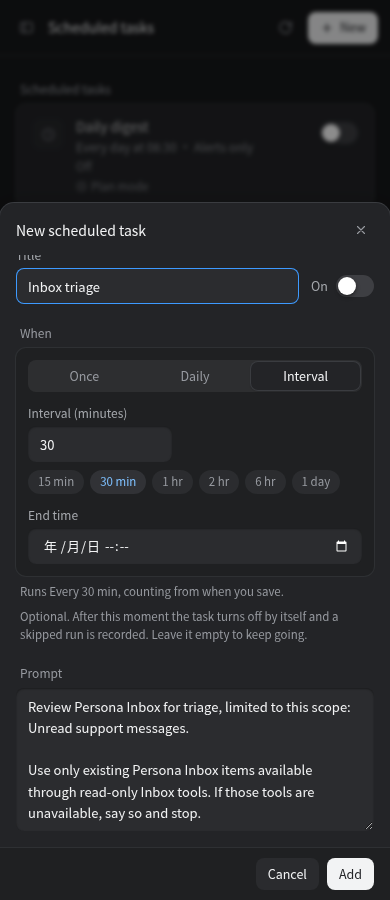 Scheduled tasks
+ New
Scheduled tasks
Daily digest
Every day at 08:30 • Alerts only
Off
Plan mode
New scheduled task
Title
Inbox triage
On
When
Once
Daily
Interval
Interval (minutes)
30
15 min
30 min
1 hr
2 hr
6 hr
1 day
End time
年 /月/日 --:--
Runs Every 30 min, counting from when you save.
Optional. After this moment the task turns off by itself and a
skipped run is recorded. Leave it empty to keep going.
Prompt
Review Persona Inbox for triage, limited to this scope:
Unread support messages.
Use only existing Persona Inbox items available
through read-only Inbox tools. If those tools are
unavailable, say so and stop.
Cancel
Add